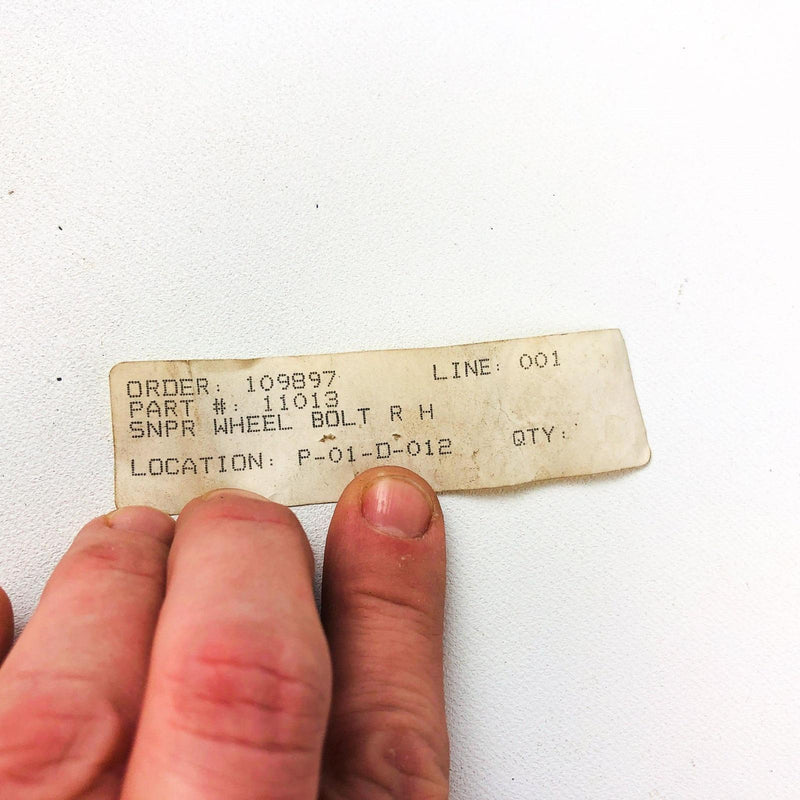 ORDER: 109897 LINE: 001
PART #: 11013
SNPR WHEEL BOLT R H
LOCATION: P-01-D-012 QTY: